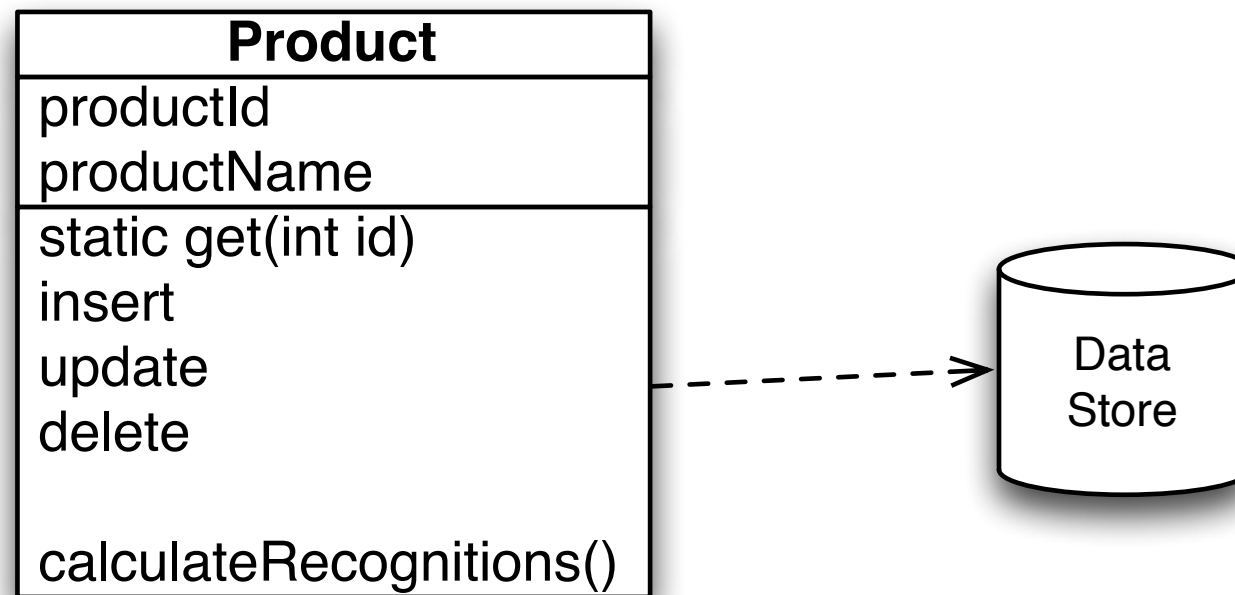 Product
productId
productName
static get(int id)
insert
update
delete
calculateRecognitions()
Data
Store